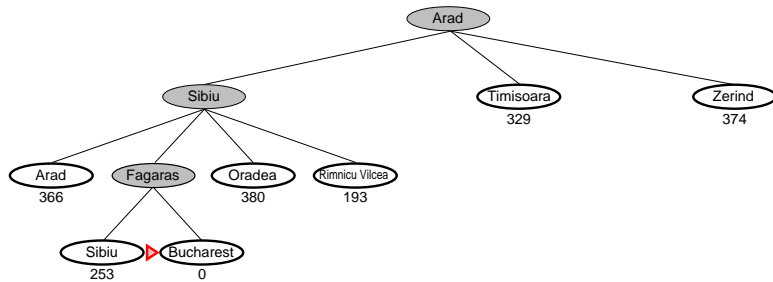 Arad
Sibiu
Timisoara
Zerind
329
374
Arad
Fagaras
Oradea
Rimnicu Vilcea
366
380
193
Sibiu
Bucharest
253
0